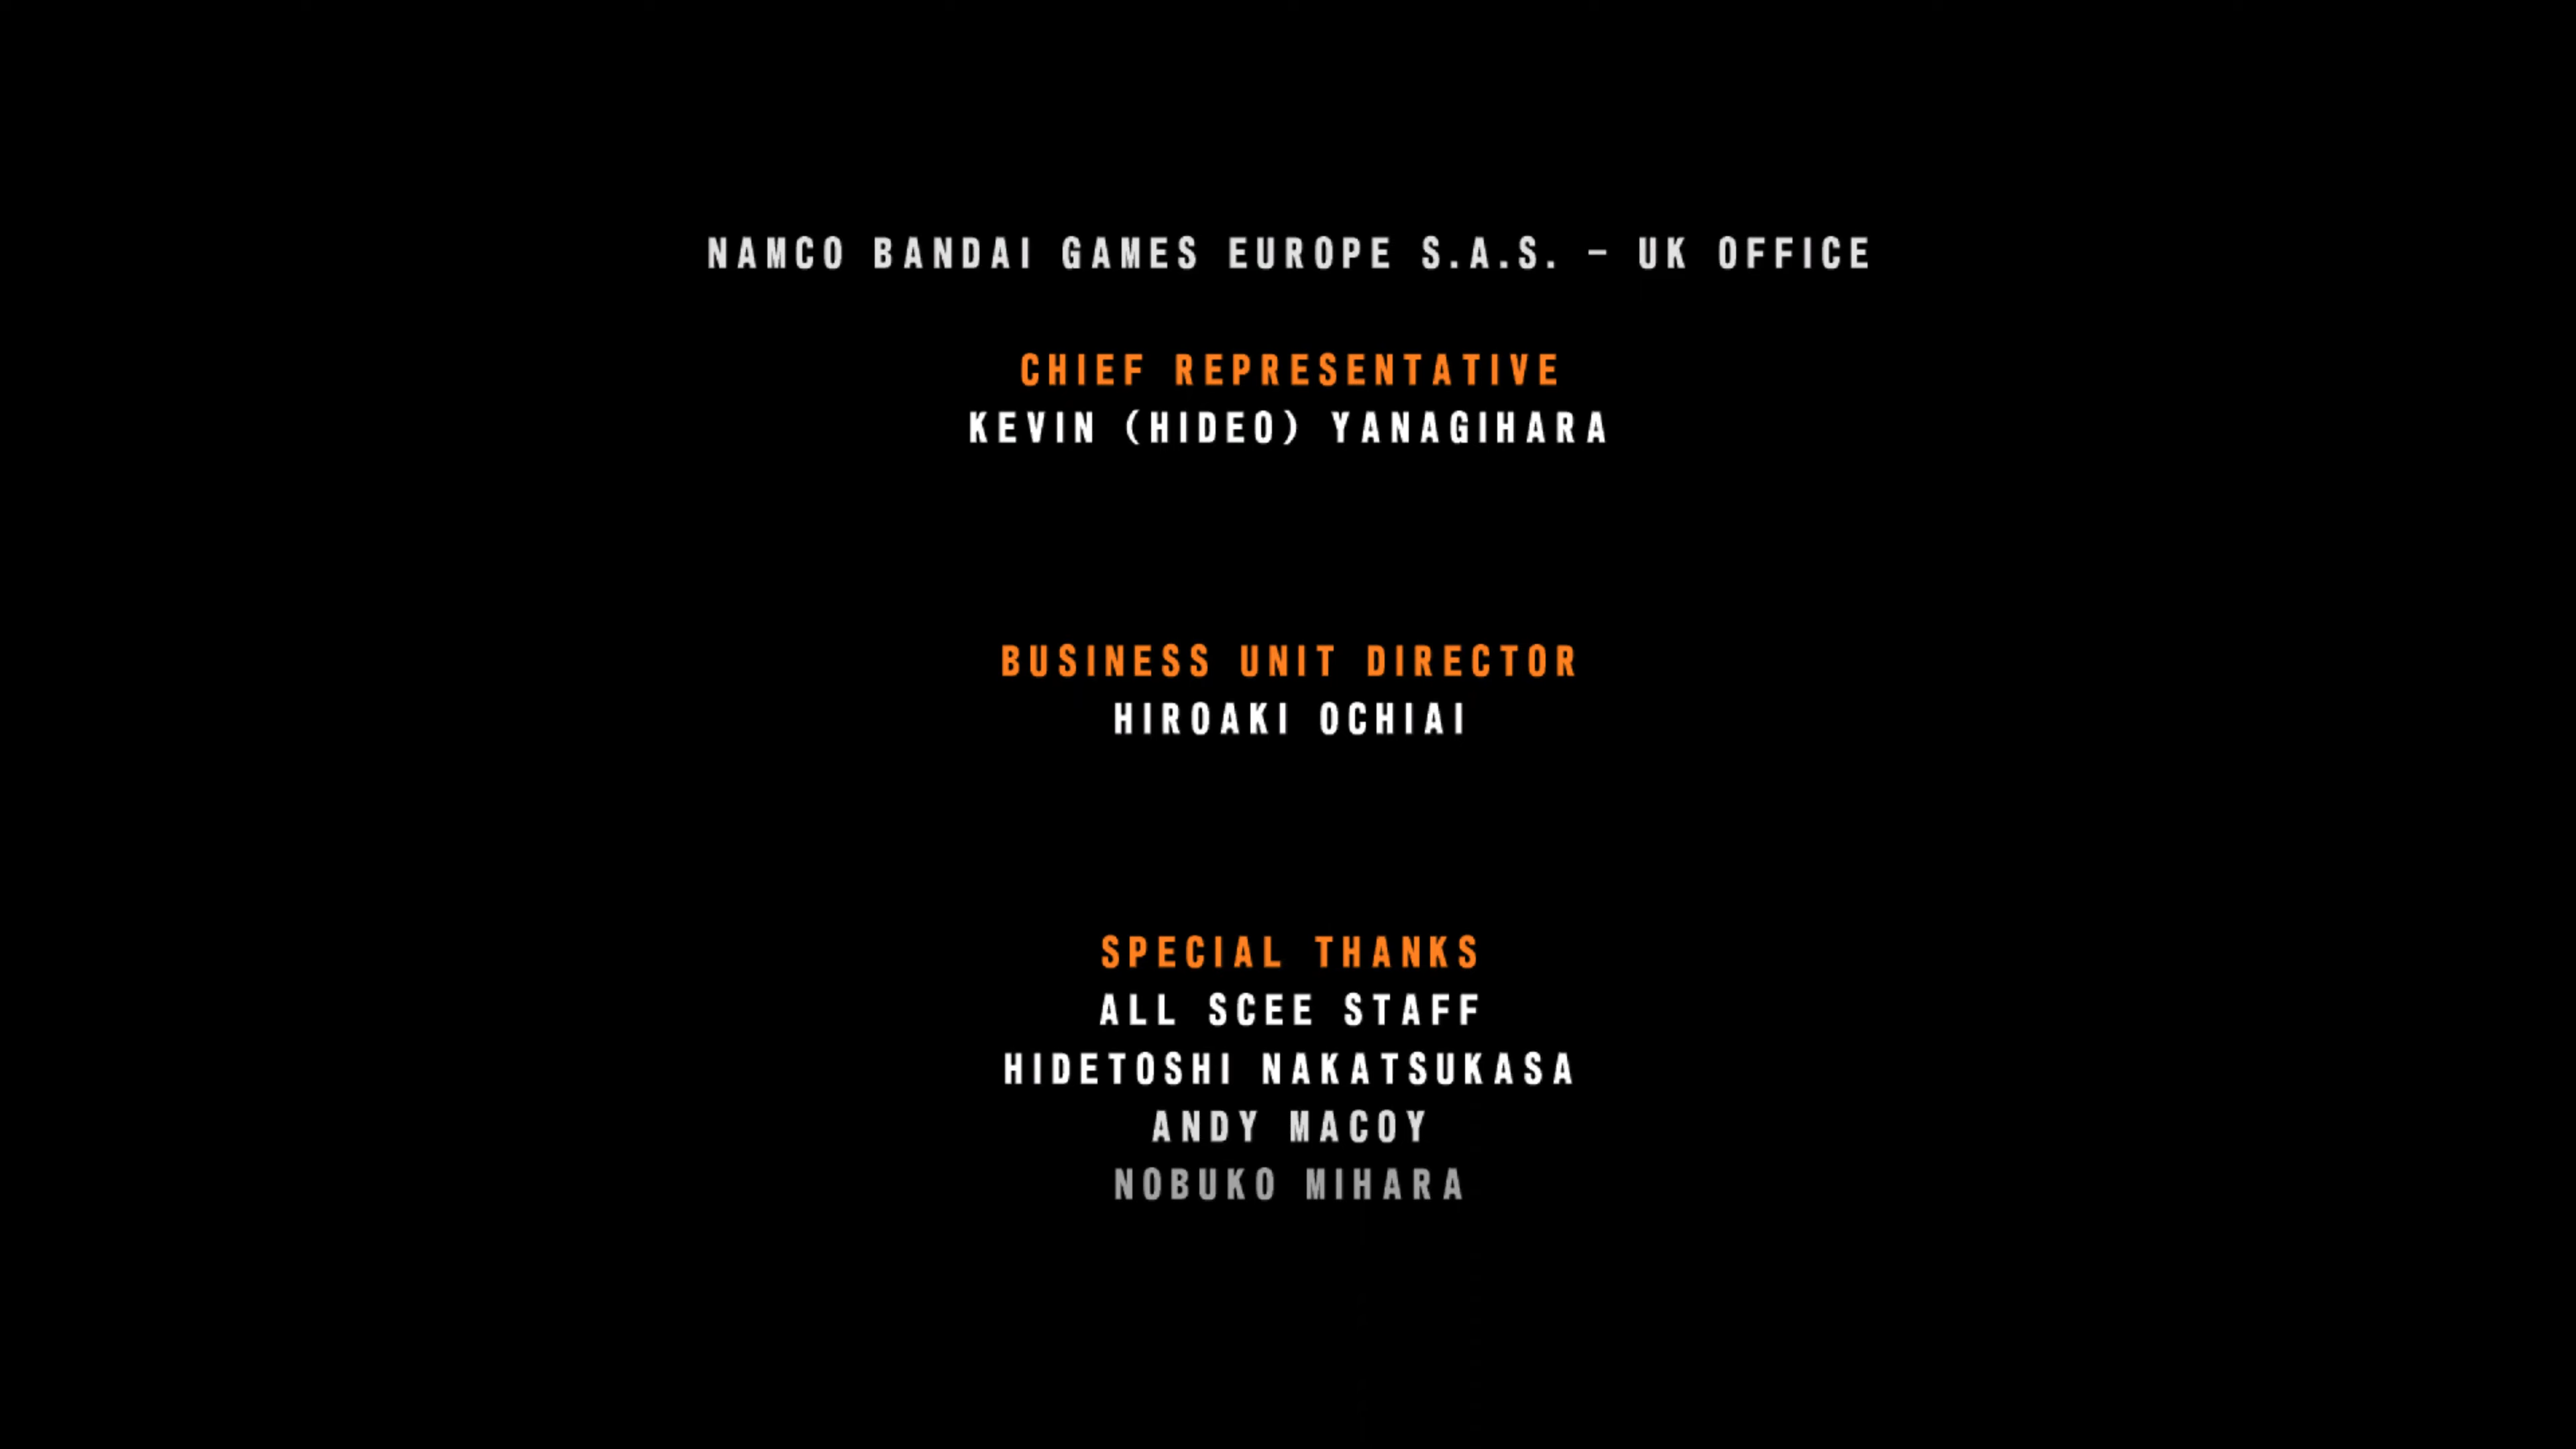 NAMCO BANDAI GAMES EUROPE S.A.S. – UK OFFICE
CHIEF REPRESENTATIVE
KEVIN (HIDEO) YANAGIHARA
BUSINESS UNIT DIRECTOR
HIROAKI OCHIAI
SPECIAL THANKS
ALL SCEE STAFF
HIDETOSHI NAKATSUKASA
ANDY MACOY
NOBUKO MIHARA